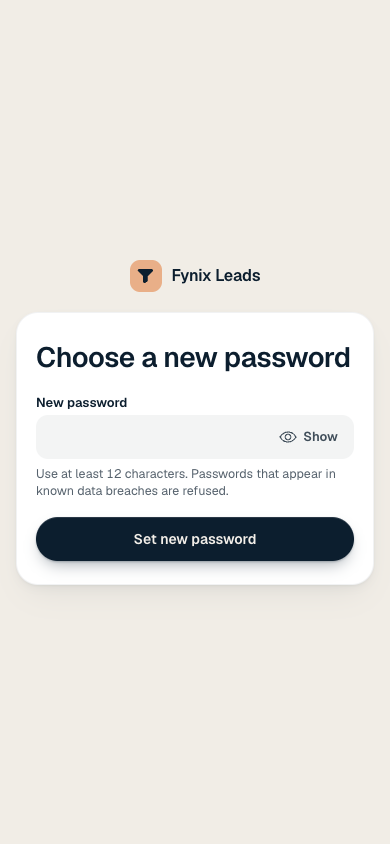 Fynix Leads
Choose a new password
New password
Show
Use at least 12 characters. Passwords that appear in
known data breaches are refused.
Set new password